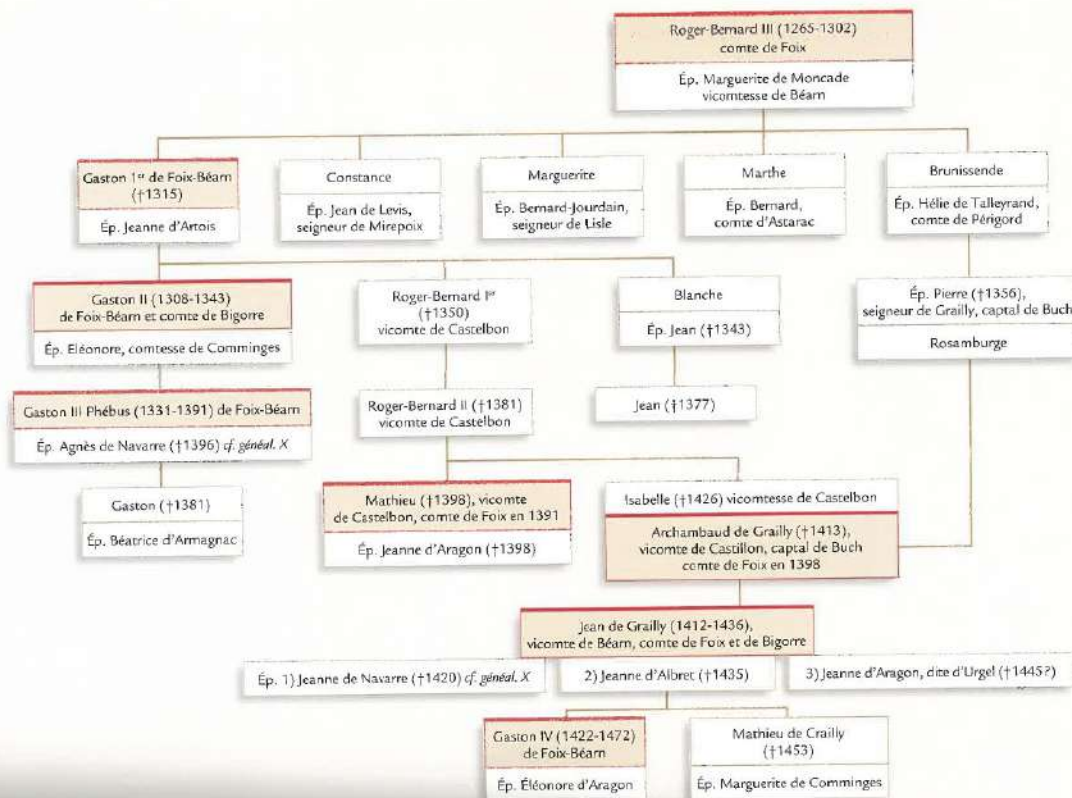 Roger-Bernard III (1265-1302)
comte de Foix
Ép. Marguerite de Moncade
vicomtesse de Béarn
Gaston 1er de Foix-Béarn
(†1315)
Ép. Jeanne d'Artois
Constance
Ép. Jean de Levis,
seigneur de Mirepoix
Marguerite
Ép. Bernard-Jourdain,
seigneur de Lisle
Marthe
Ép. Bernard,
comte d'Astarac
Brunissende
Ép. Hélie de Talleyrand,
comte de Périgord
Gaston II (1308-1343)
de Foix-Béarn et comte de Bigorre
Ép. Eléonore, comtesse de Comminges
Roger-Bernard Ier
(†1350)
vicomte de Castelbon
Blanche
Ép. Jean (†1343)
Ép. Pierre (†1356),
seigneur de Grailly, captal de Buch
Rosamburge
Gaston III Phébus (1331-1391) de Foix-Béarn
Ép. Agnès de Navarre (†1396) cf. généal. X
Roger-Bernard II (†1381)
vicomte de Castelbon
Jean (†1377)
Gaston (†1381)
Ép. Béatrice d'Armagnac
Mathieu (†1398), vicomte
de Castelbon, comte de Foix en 1391
Ép. Jeanne d'Aragon (†1398)
Isabelle (†1426) vicomtesse de Castelbon
Archambaud de Grailly (†1413),
vicomte de Castillon, captal de Buch
comte de Foix en 1398
Jean de Grailly (1412-1436),
vicomte de Béarn, comte de Foix et de Bigorre
Ép. 1) Jeanne de Navarre (†1420) cf. généal. X
2) Jeanne d'Albret (†1435)
3) Jeanne d'Aragon, dite d'Urgel (†1445?)
Gaston IV (1422-1472)
de Foix-Béarn
Ép. Éléonore d'Aragon
Mathieu de Crailly
(†1453)
Ép. Marguerite de Comminges